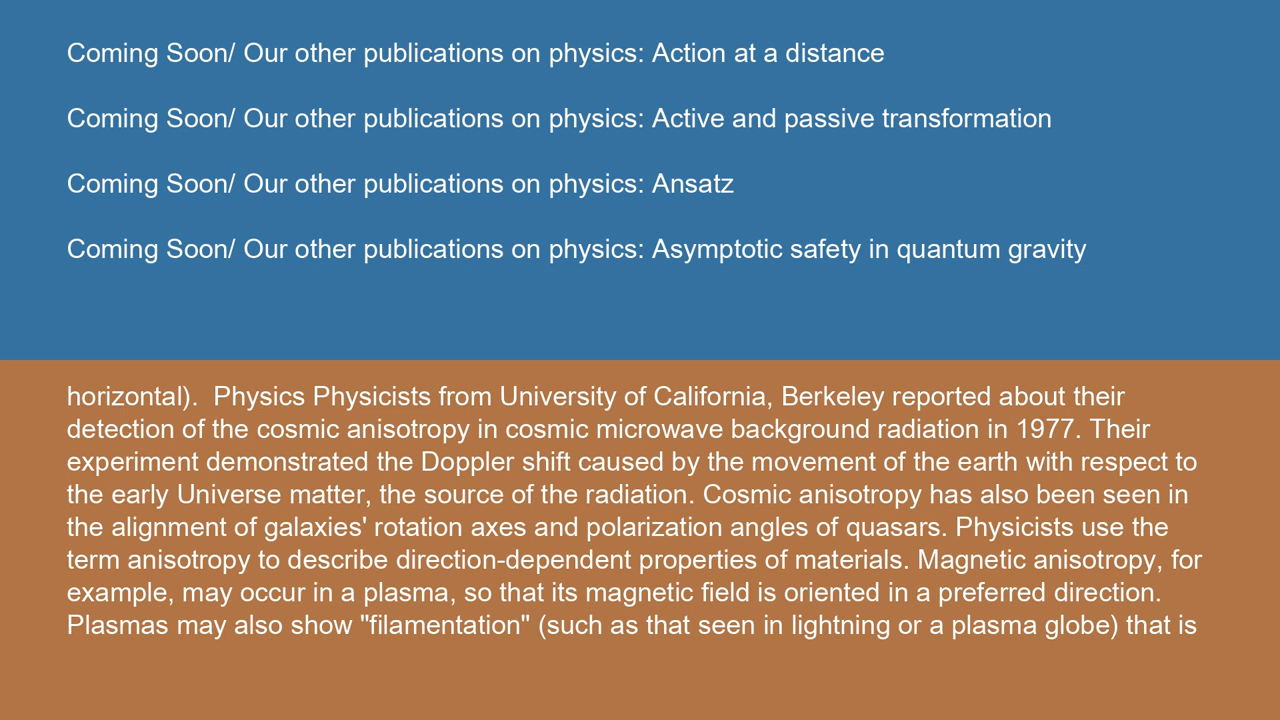 Coming Soon/ Our other publications on physics: Action at a distance
Coming Soon/ Our other publications on physics: Active and passive transformation
Coming Soon/ Our other publications on physics: Ansatz
Coming Soon/ Our other publications on physics: Asymptotic safety in quantum gravity
horizontal).  Physics Physicists from University of California, Berkeley reported about their
detection of the cosmic anisotropy in cosmic microwave background radiation in 1977. Their
experiment demonstrated the Doppler shift caused by the movement of the earth with respect to
the early Universe matter, the source of the radiation. Cosmic anisotropy has also been seen in
the alignment of galaxies' rotation axes and polarization angles of quasars. Physicists use the
term anisotropy to describe direction-dependent properties of materials. Magnetic anisotropy, for
example, may occur in a plasma, so that its magnetic field is oriented in a preferred direction.
Plasmas may also show "filamentation" (such as that seen in lightning or a plasma globe) that is